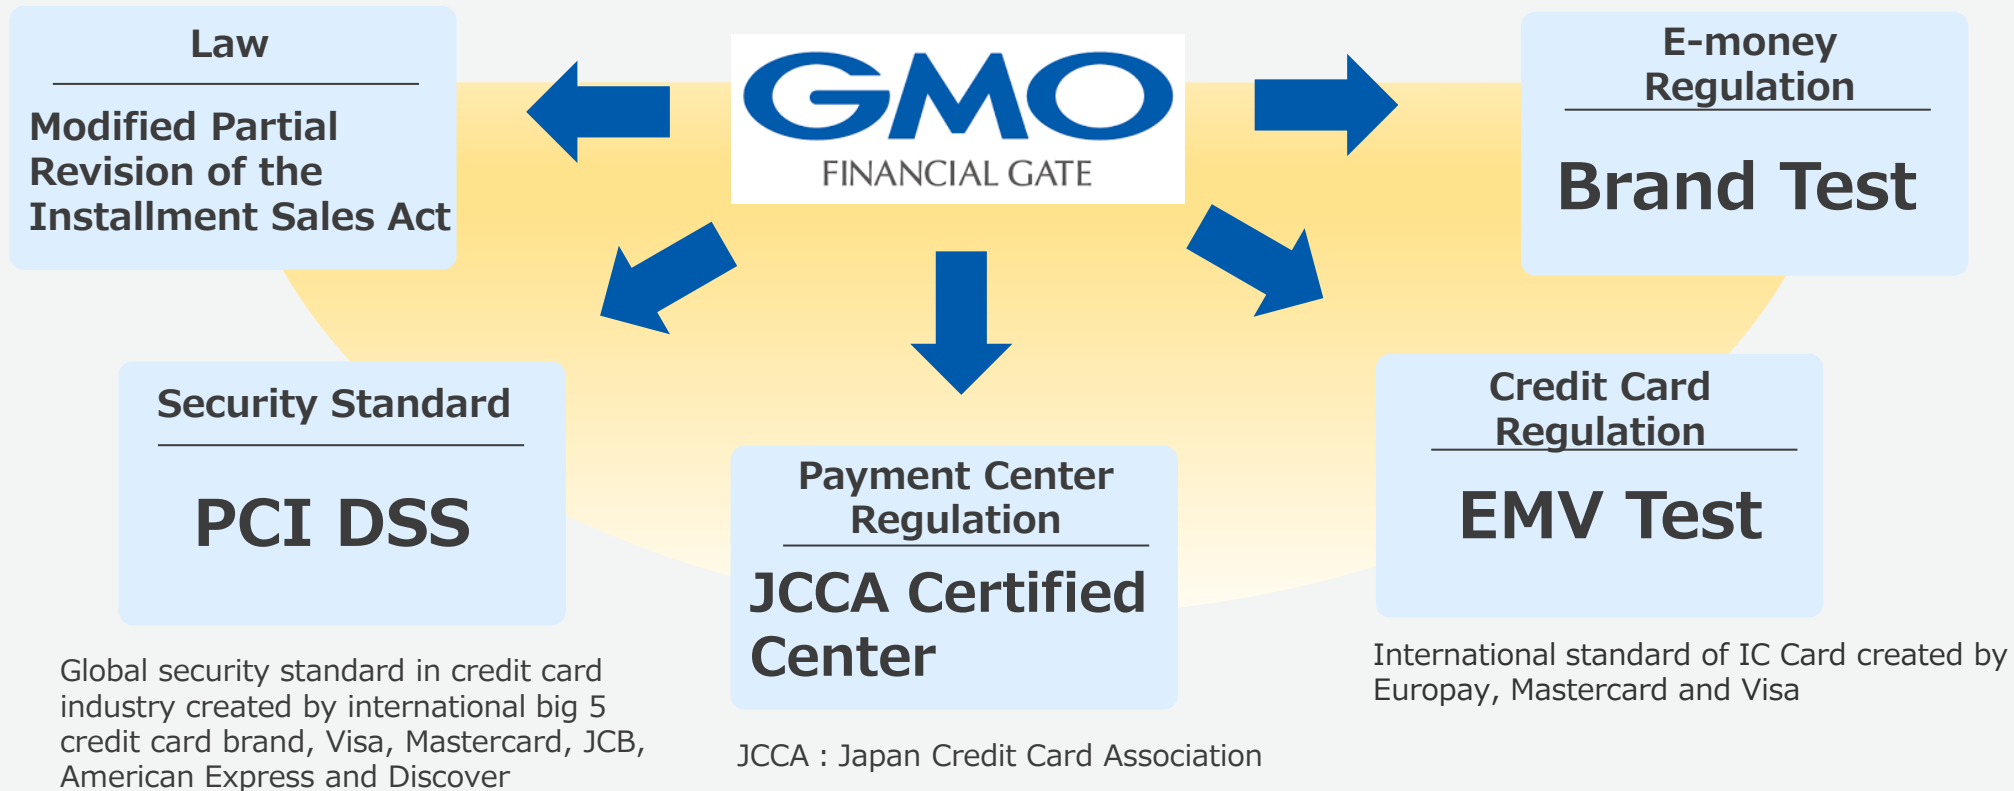 Law
Modified Partial
Revision of the
Installment Sales Act
GMO
FINANCIAL GATE
E-money
Regulation
Brand Test
Security Standard
PCI DSS
Global security standard in credit card
industry created by international big 5
credit card brand, Visa, Mastercard, JCB,
American Express and Discover
Payment Center
Regulation
JCCA Certified
Center
JCCA : Japan Credit Card Association
Credit Card
Regulation
EMV Test
International standard of IC Card created by
Europay, Mastercard and Visa